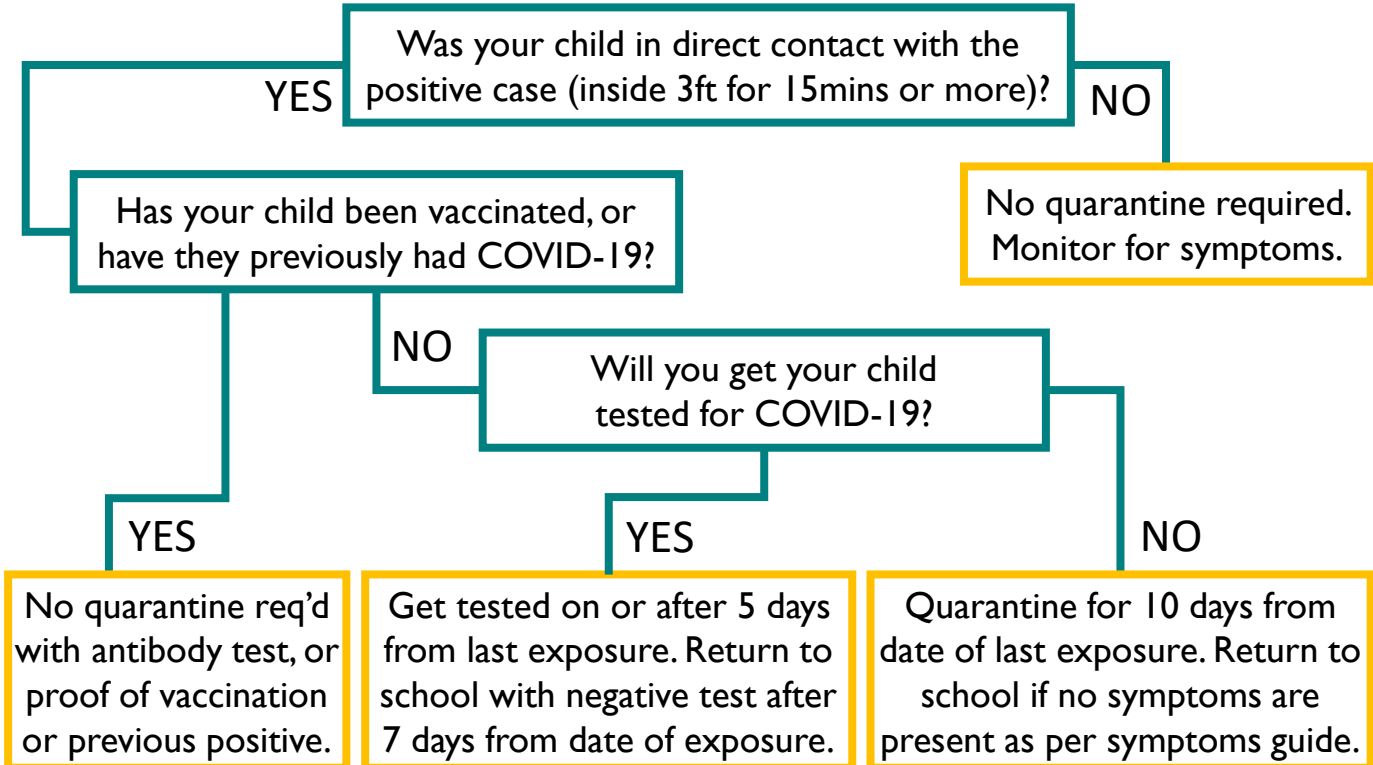 Was your child in direct contact with the
positive case (inside 3ft for 15mins or more)?
YES
NO
Has your child been vaccinated, or
have they previously had COVID-19?
No quarantine required.
Monitor for symptoms.
NO
Will you get your child
tested for COVID-19?
YES
YES
NO
No quarantine req’d
with antibody test, or
proof of vaccination
or previous positive.
Get tested on or after 5 days
from last exposure. Return to
school with negative test after
7 days from date of exposure.
Quarantine for 10 days from
date of last exposure. Return to
school if no symptoms are
present as per symptoms guide.